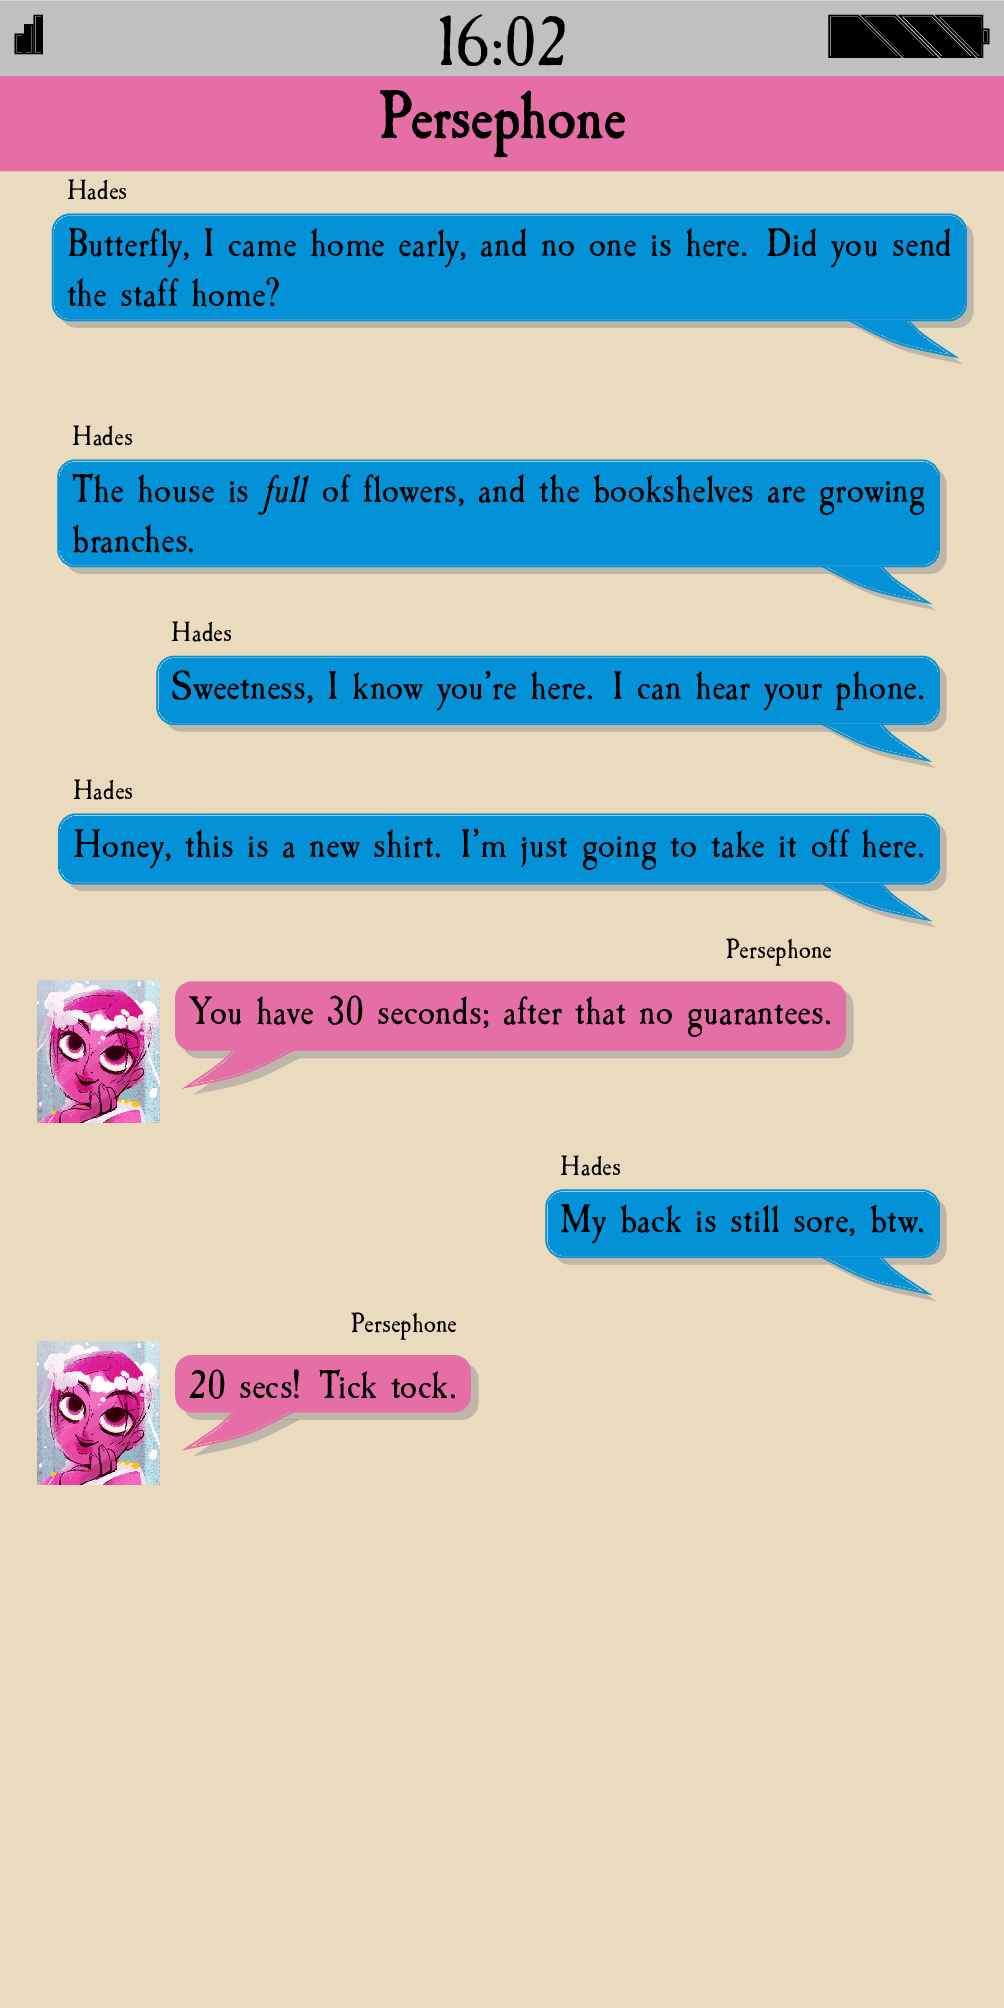 16:02
Persephone
Hades
Butterfly, I came home early, and no one is here. Did you send
the staff home?
Hades
The house is full of flowers, and the bookshelves are growing
branches.
Hades
Sweetness, I know you're here. I can hear your phone.
Hades
Honey, this is a new shirt. I'm just going to take it off here.
Persephone
You have 30 seconds; after that no guarantees.
Hades
My back is still sore, btw.
Persephone
20 secs! Tick tock.